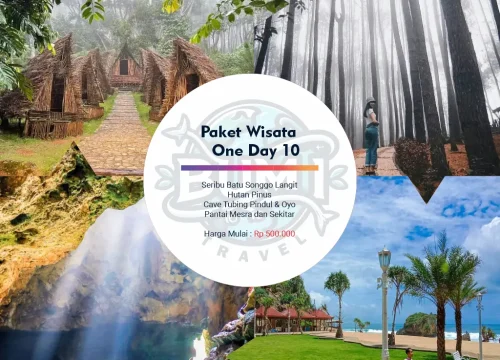 Paket Wisata
One Day 10
Seribu Batu Songgo Langit
Hutan Pinus
Cave Tubing Pindul & Oyo
Pantai Mesra dan Sekitar
Harga Mulai : Rp 500.000
TRAVEL